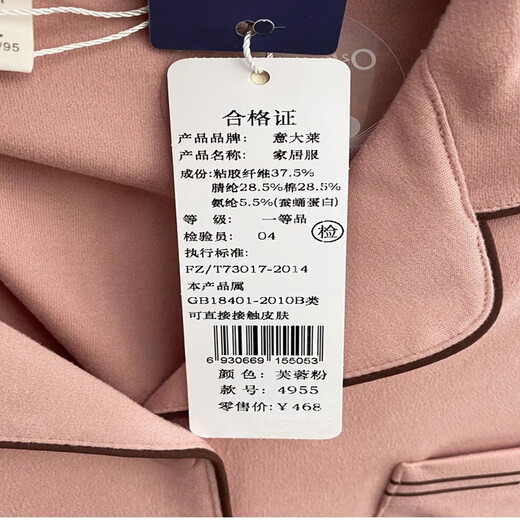 /95
O₂
合格证
产品品牌: 意大莱
产品名称: 家居服
成份:粘胶纤维37.5%
腈纶28.5%棉28.5%
氨纶5.5%(蚕蛹蛋白)
等 级: 一等品
检验员: 04 检
执行标准:
FZ/T73017-2014
本产品属
GB18401-2010B类
可直接接触皮肤
6 930669 155053
颜 色:芙蓉粉
款 号: 4955
零售价:¥468